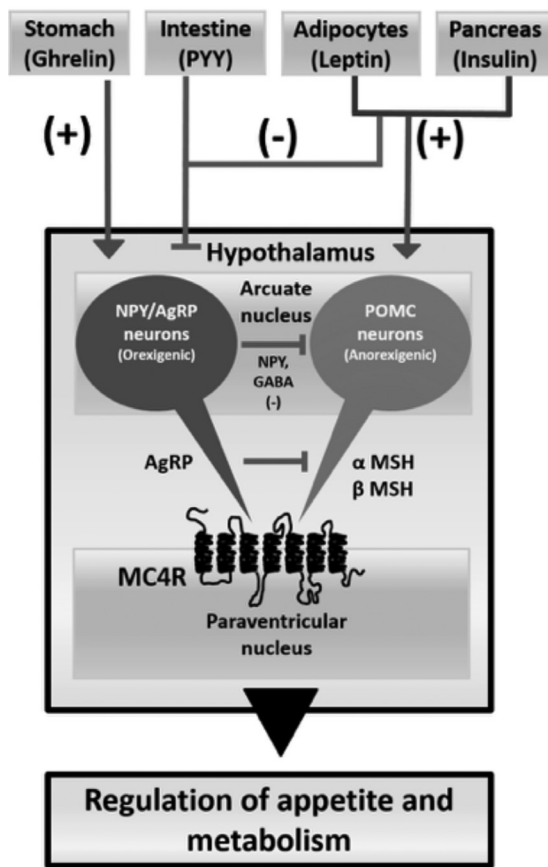 Stomach
(Ghrelin)
Intestine
(PYY)
Adipocytes
(Leptin)
Pancreas
(Insulin)
(+)
(-)
(+)
Hypothalamus
Arcuate
nucleus
NPY/AgRP
neurons
(Orexigenic)
NPY,
GABA
(-)
POMC
neurons
(Anorexigenic)
AgRP
α MSH
β MSH
MC4R
Paraventricular
nucleus
Regulation of appetite and
metabolism